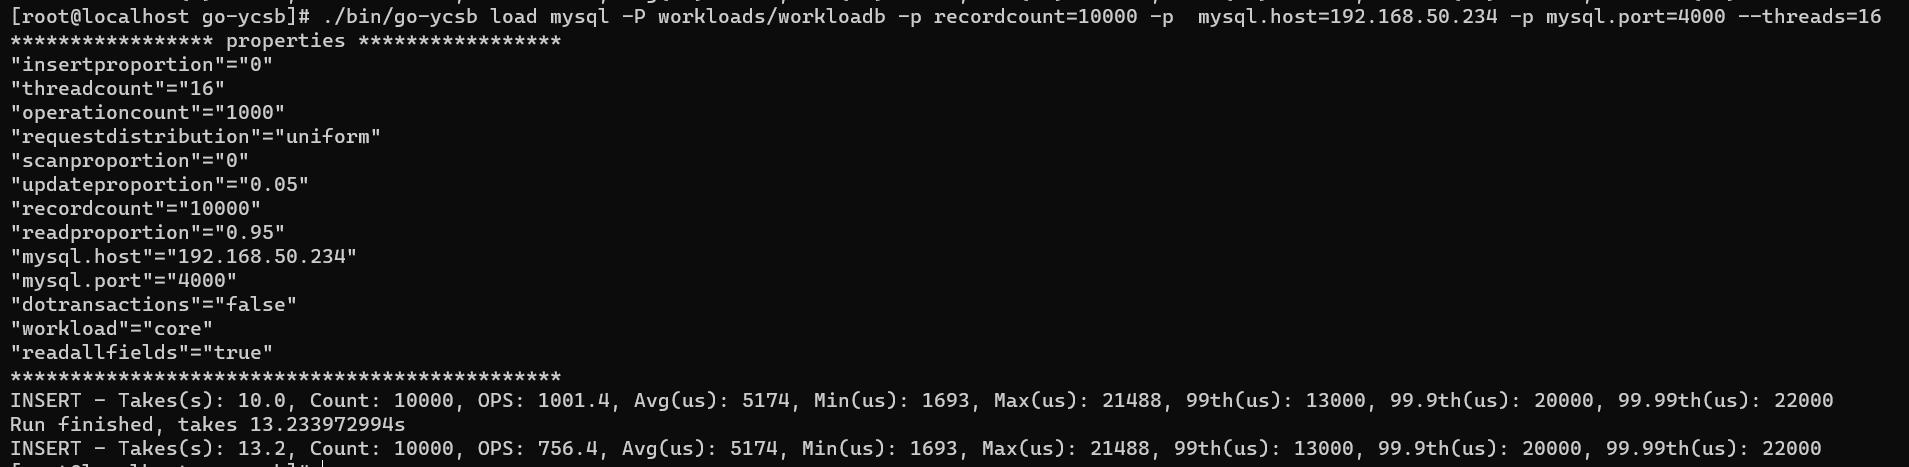 [root@localhost go-ycsb]# ./bin/go-ycsb load mysql -P workloads/workloadb -p recordcount=10000 -p  mysql.host=192.168.50.234 -p mysql.port=4000 --threads=16
***************** properties *****************
"insertproportion"="0"
"threadcount"="16"
"operationcount"="1000"
"requestdistribution"="uniform"
"scanproportion"="0"
"updateproportion"="0.05"
"recordcount"="10000"
"readproportion"="0.95"
"mysql.host"="192.168.50.234"
"mysql.port"="4000"
"dotransactions"="false"
"workload"="core"
"readallfields"="true"
**********************************************
INSERT - Takes(s): 10.0, Count: 10000, OPS: 1001.4, Avg(us): 5174, Min(us): 1693, Max(us): 21488, 99th(us): 13000, 99.9th(us): 20000, 99.99th(us): 22000
Run finished, takes 13.233972994s
INSERT - Takes(s): 13.2, Count: 10000, OPS: 756.4, Avg(us): 5174, Min(us): 1693, Max(us): 21488, 99th(us): 13000, 99.9th(us): 20000, 99.99th(us): 22000